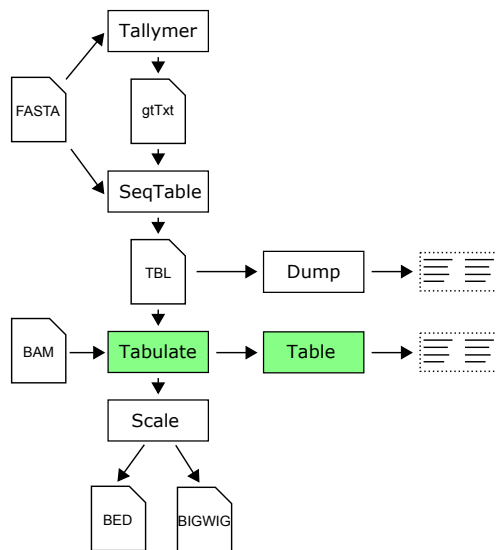 Tallymer
FASTA
gtTxt
SeqTable
TBL
Dump
BAM
Tabulate
Table
Scale
BED
BIGWIG